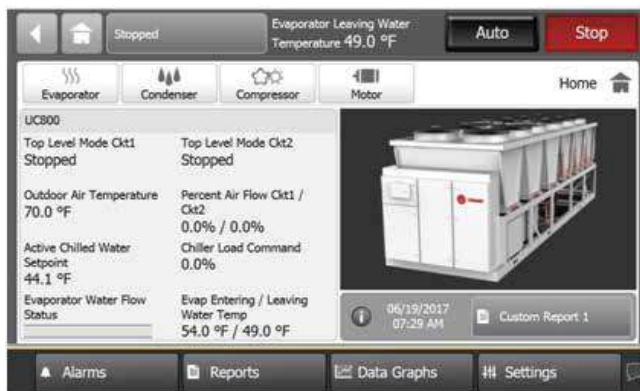 Stopped
Evaporator Leaving Water
Temperature 49.0 °F
Auto
Stop
Evaporator
Condenser
Compressor
Motor
Home
UC800
Top Level Mode Ckt1
Stopped
Top Level Mode Ckt2
Stopped
Outdoor Air Temperature
70.0 °F
Percent Air Flow Ckt1 /
Ckt2
0.0% / 0.0%
Active Chilled Water
Setpoint
44.1 °F
Chiller Load Command
0.0%
Evaporator Water Flow
Status
Evap Entering / Leaving
Water Temp
54.0 °F / 49.0 °F
06/19/2017
07:29 AM
Custom Report 1
Alarms
Reports
Data Graphs
Settings